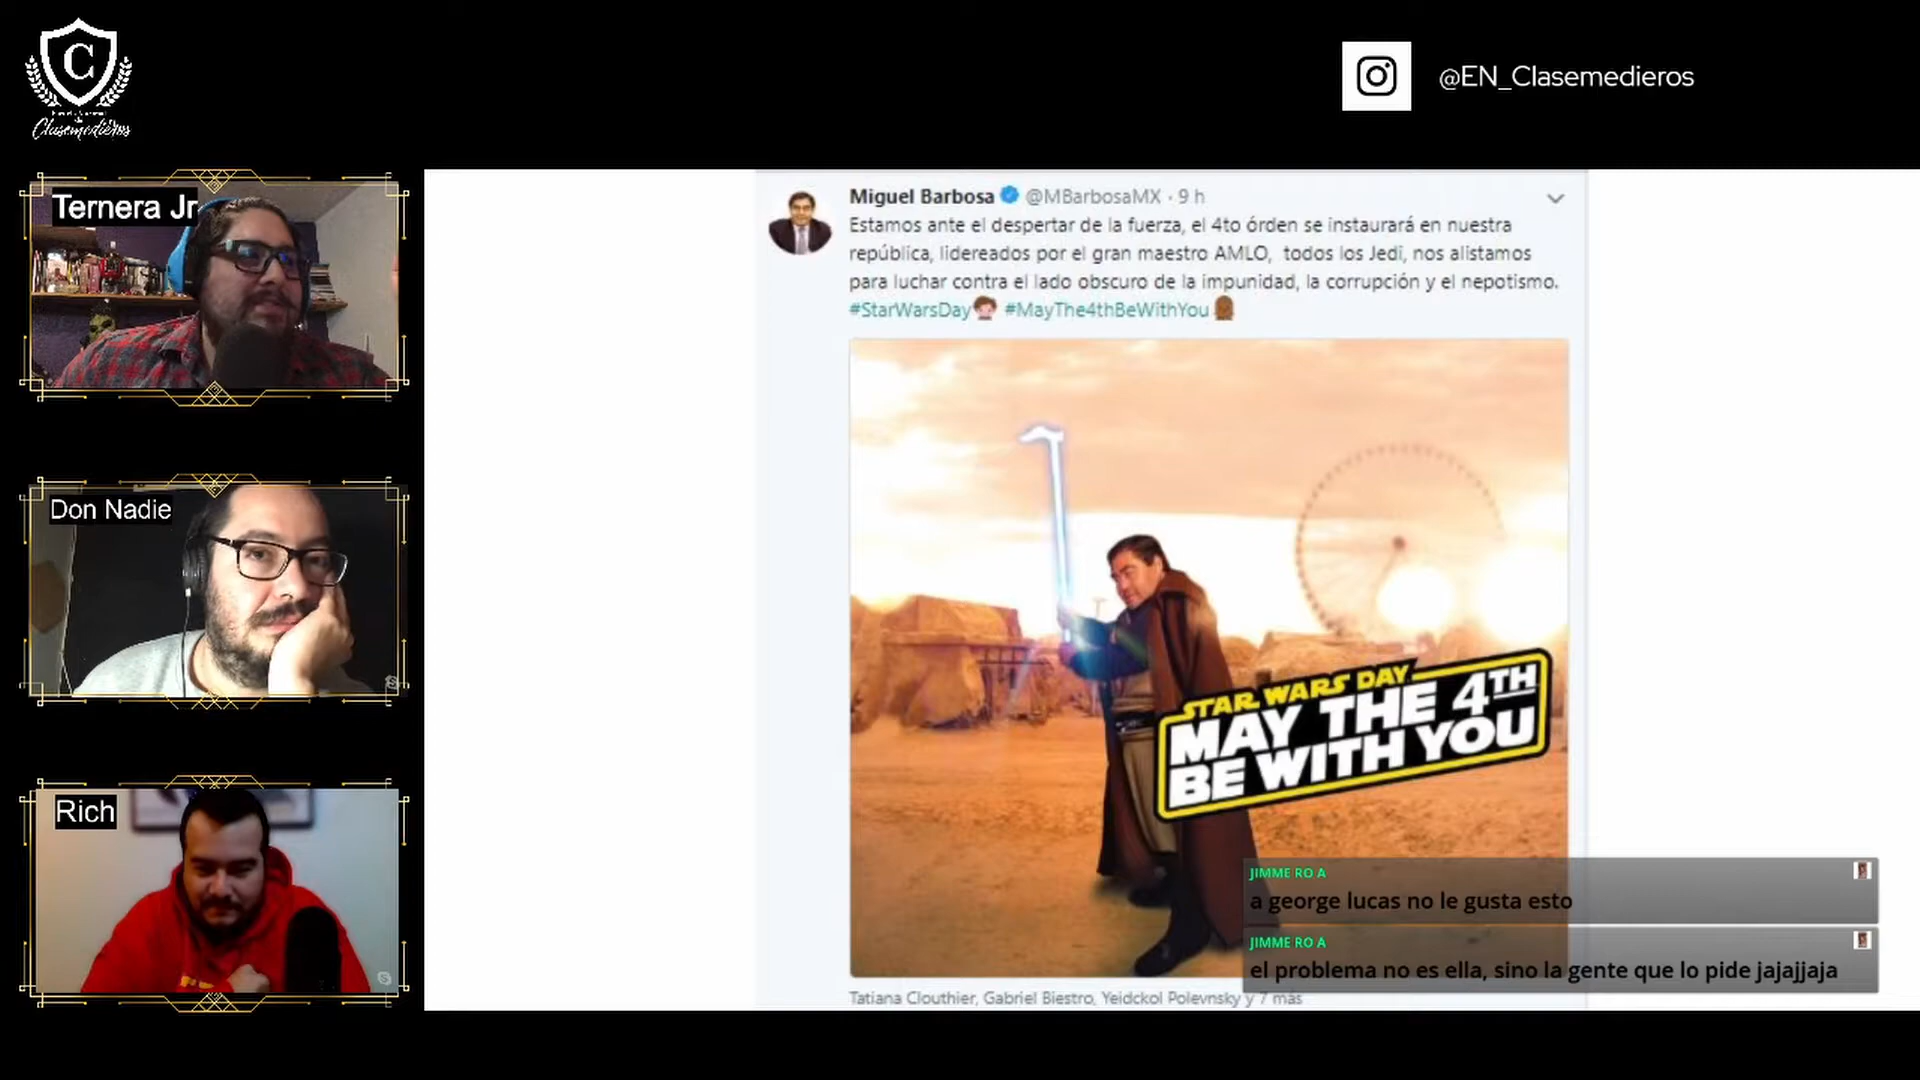 C
Clasemedieros
@EN_Clasemedieros
Ternera Jr
Don Nadie
Rich
Miguel Barbosa @MBarbosaMX · 9 h
Estamos ante el despertar de la fuerza, el 4to órden se instaurará en nuestra
república, lidereados por el gran maestro AMLO, todos los Jedi, nos alistamos
para luchar contra el lado obscuro de la impunidad, la corrupción y el nepotismo.
#StarWarsDay #MayThe4thBeWithYou
STAR WARS DAY
MAY THE 4TH
BE WITH YOU
JIMME RO A
a george lucas no le gusta esto
JIMME RO A
el problema no es ella, sino la gente que lo pide jajajjaja
Tatiana Clouthier, Gabriel Biestro, Yeidckol Polevnsky y 7 más